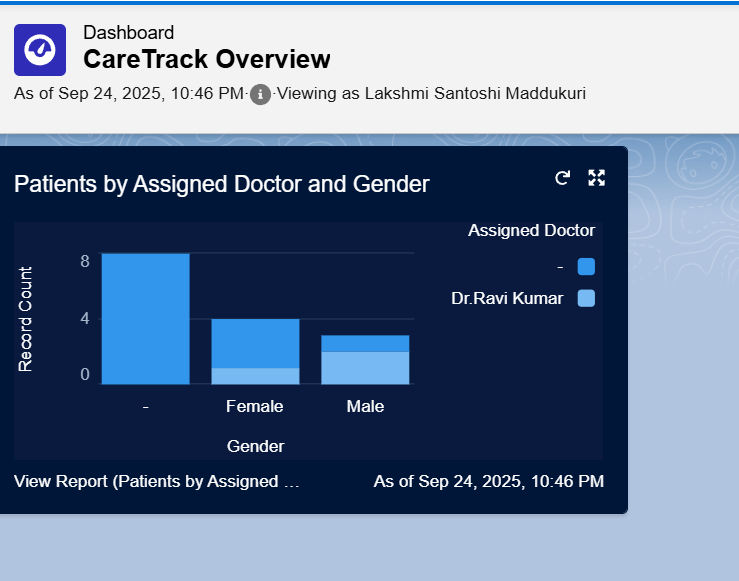 Dashboard
CareTrack Overview
As of Sep 24, 2025, 10:46 PM·Viewing as Lakshmi Santoshi Maddukuri
Patients by Assigned Doctor and Gender
Assigned Doctor
-
Dr.Ravi Kumar
Record Count
8
4
0
- Female Male
Gender
View Report (Patients by Assigned ...
As of Sep 24, 2025, 10:46 PM